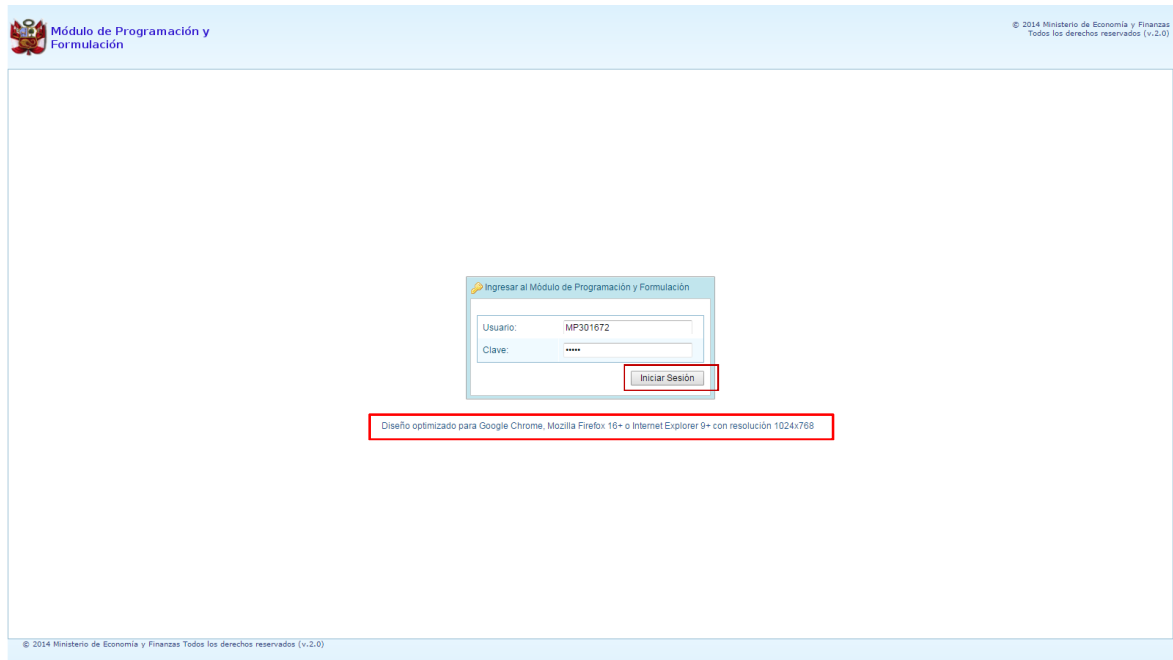 Módulo de Programación y
Formulación
© 2014 Ministerio de Economía y Finanzas
Todos los derechos reservados (v.2.0)
Ingresar al Módulo de Programación y Formulación
Usuario: MP301672
Clave: •••••
Iniciar Sesión
Diseño optimizado para Google Chrome, Mozilla Firefox 16+ o Internet Explorer 9+ con resolución 1024x768
© 2014 Ministerio de Economía y Finanzas Todos los derechos reservados (v.2.0)